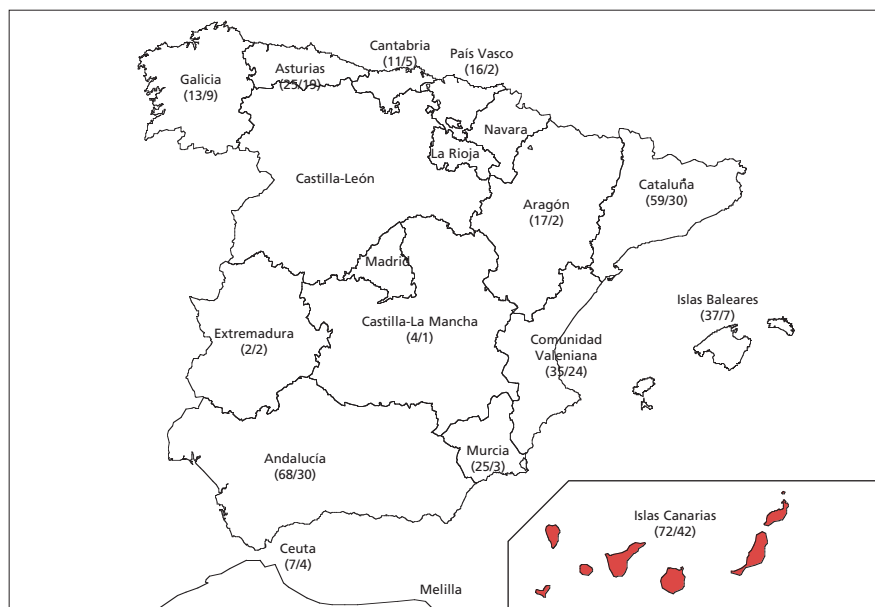 Cantabria
(11/5)
País Vasco
(16/2)
Asturias
(25/19)
Galicia
(13/9)
Navara
La Rioja
Castilla-León
Cataluña
(59/30)
Aragón
(17/2)
Madrid
Islas Baleares
(37/7)
Castilla-La Mancha
(4/1)
Extremadura
(2/2)
Comunidad
Valeniana
(35/24)
Murcia
(25/3)
Andalucía
(68/30)
Islas Canarias
(72/42)
Ceuta
(7/4)
Melilla